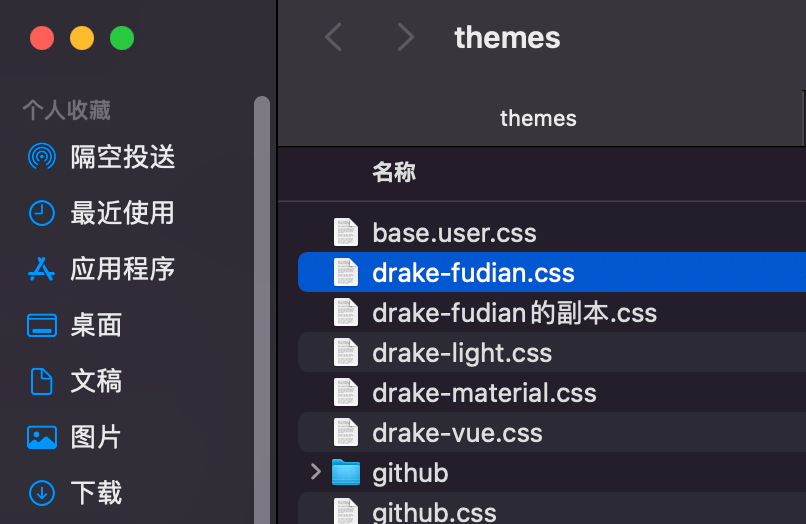 themes
个人收藏
隔空投送
最近使用
应用程序
桌面
文稿
图片
下载
themes
名称
base.user.css
drake-fudian.css
drake-fudian的副本.css
drake-light.css
drake-material.css
drake-vue.css
github
github.css